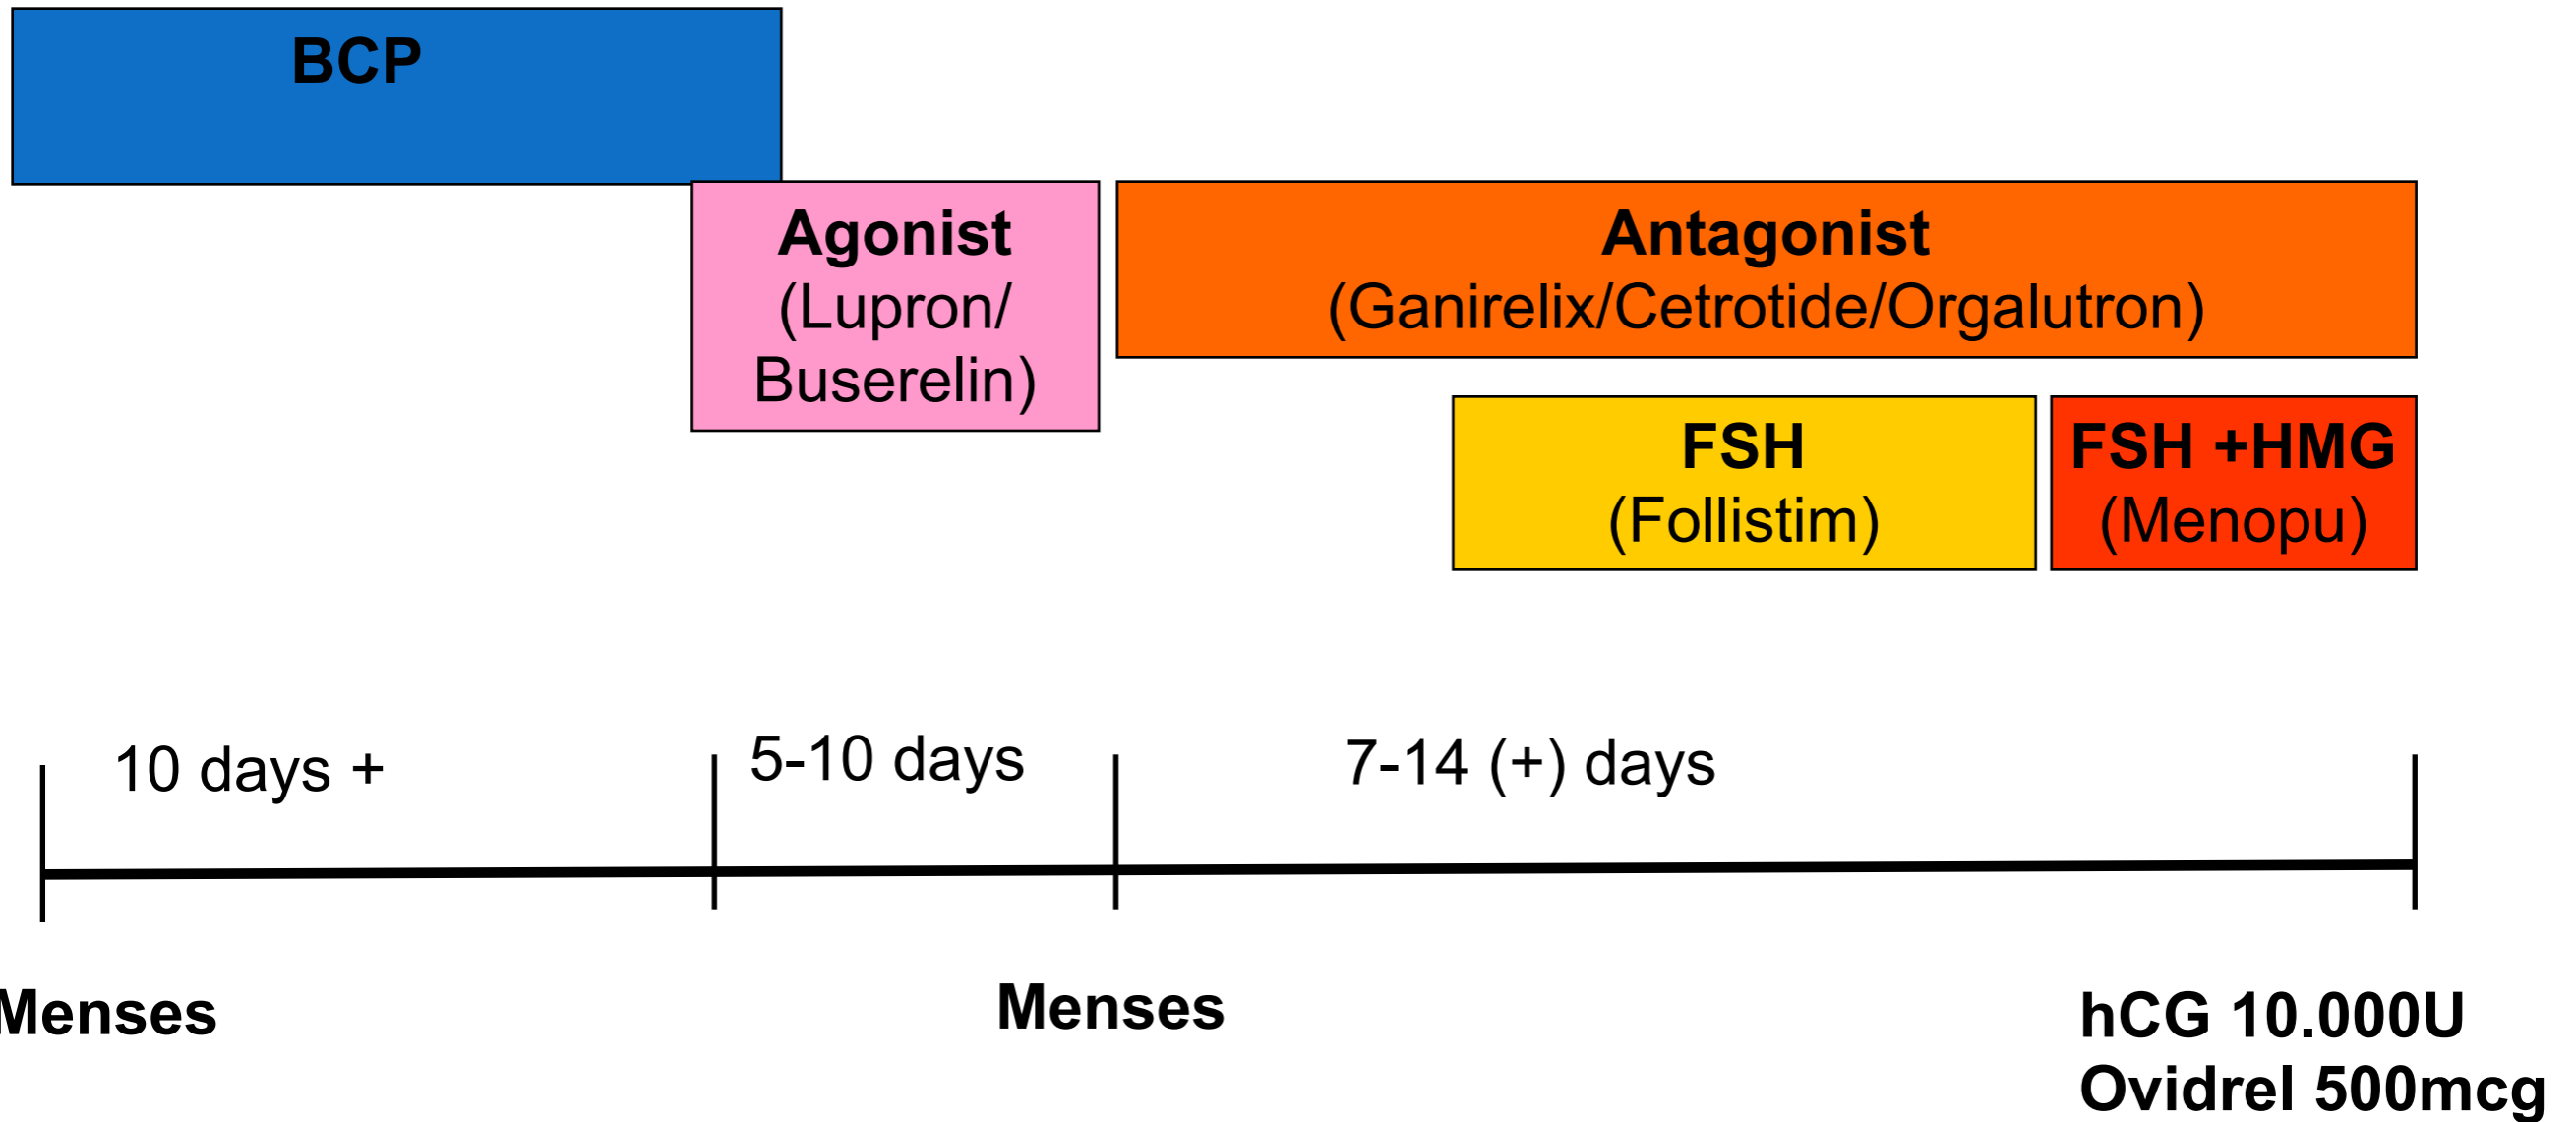 BCP
Agonist
(Lupron/
Buserelin)
Antagonist
(Ganirelix/Cetrotide/Orgalutron)
FSH
(Follistim)
FSH +HMG
(Menopu)
10 days +
5-10 days
7-14 (+) days
Menses
Menses
hCG 10.000U
Ovidrel 500mcg